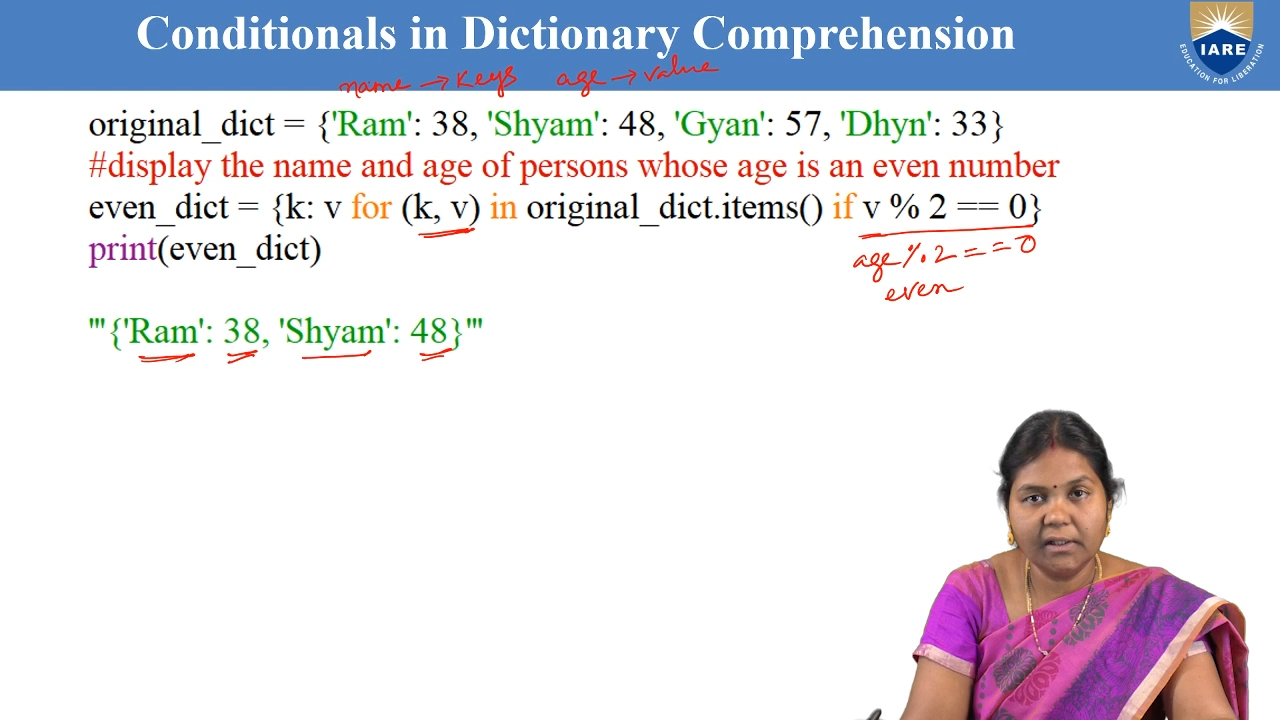 Conditionals in Dictionary Comprehension
IARE
EDUCATION FOR LIBERATION
name → keys age → value
original_dict = {'Ram': 38, 'Shyam': 48, 'Gyan': 57, 'Dhyn': 33}
#display the name and age of persons whose age is an even number
even_dict = {k: v for (k, v) in original_dict.items() if v % 2 == 0}
print(even_dict)
age % 2 == 0
even
'''{'Ram': 38, 'Shyam': 48}'''